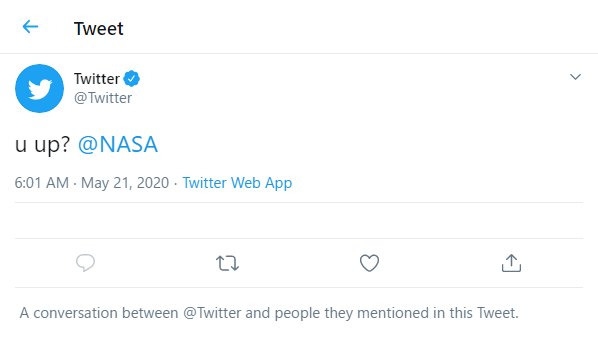 Tweet
Twitter
@Twitter
u up? @NASA
6:01 AM · May 21, 2020 · Twitter Web App
A conversation between @Twitter and people they mentioned in this Tweet.